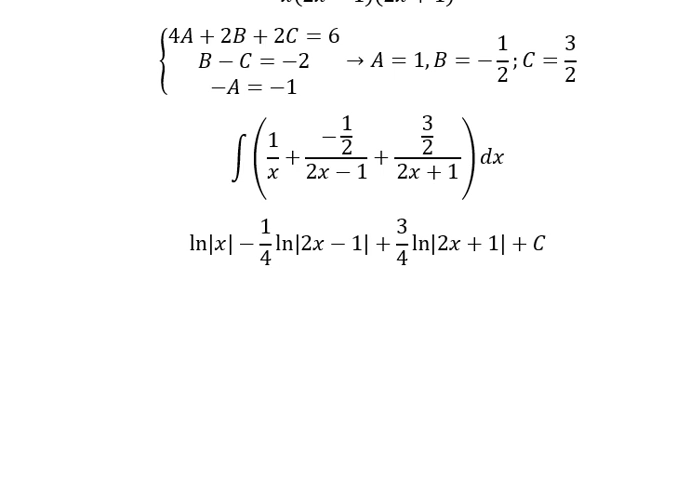 {4A + 2B + 2C = 6
B − C = −2
−A = −1 → A = 1, B = −1/2; C = 3/2
∫(1/x + (−1/2)/(2x − 1) + (3/2)/(2x + 1)) dx
ln|x| − 1/4 ln|2x − 1| + 3/4 ln|2x + 1| + C